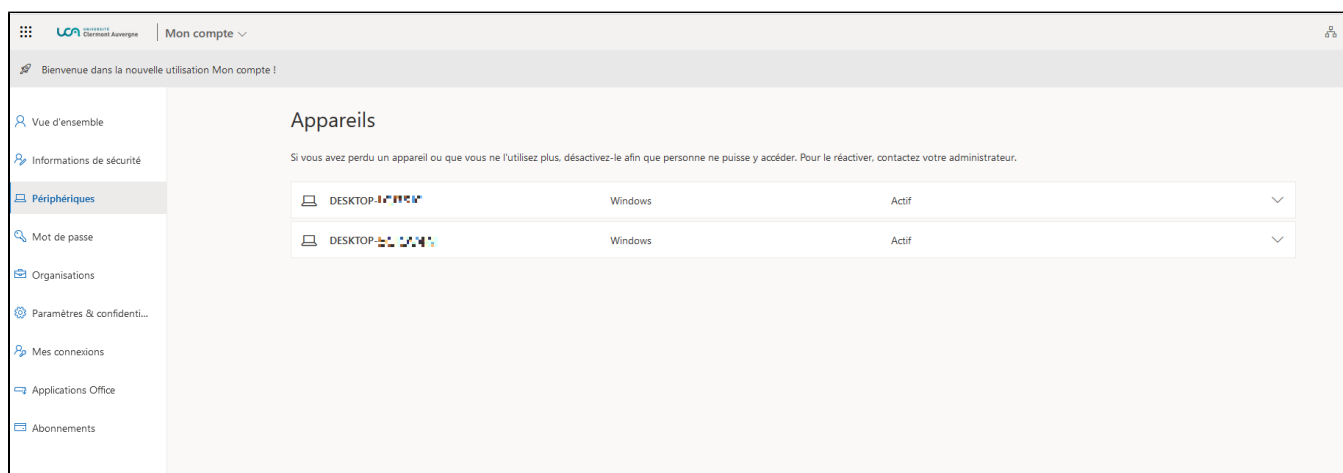 UCA UNIVERSITÉ Clermont Auvergne Mon compte
Bienvenue dans la nouvelle utilisation Mon compte !
Vue d'ensemble
Informations de sécurité
Périphériques
Mot de passe
Organisations
Paramètres & confidenti...
Mes connexions
Applications Office
Abonnements
Appareils
Si vous avez perdu un appareil ou que vous ne l'utilisez plus, désactivez-le afin que personne ne puisse y accéder. Pour le réactiver, contactez votre administrateur.
DESKTOP- Windows Actif
DESKTOP- Windows Actif